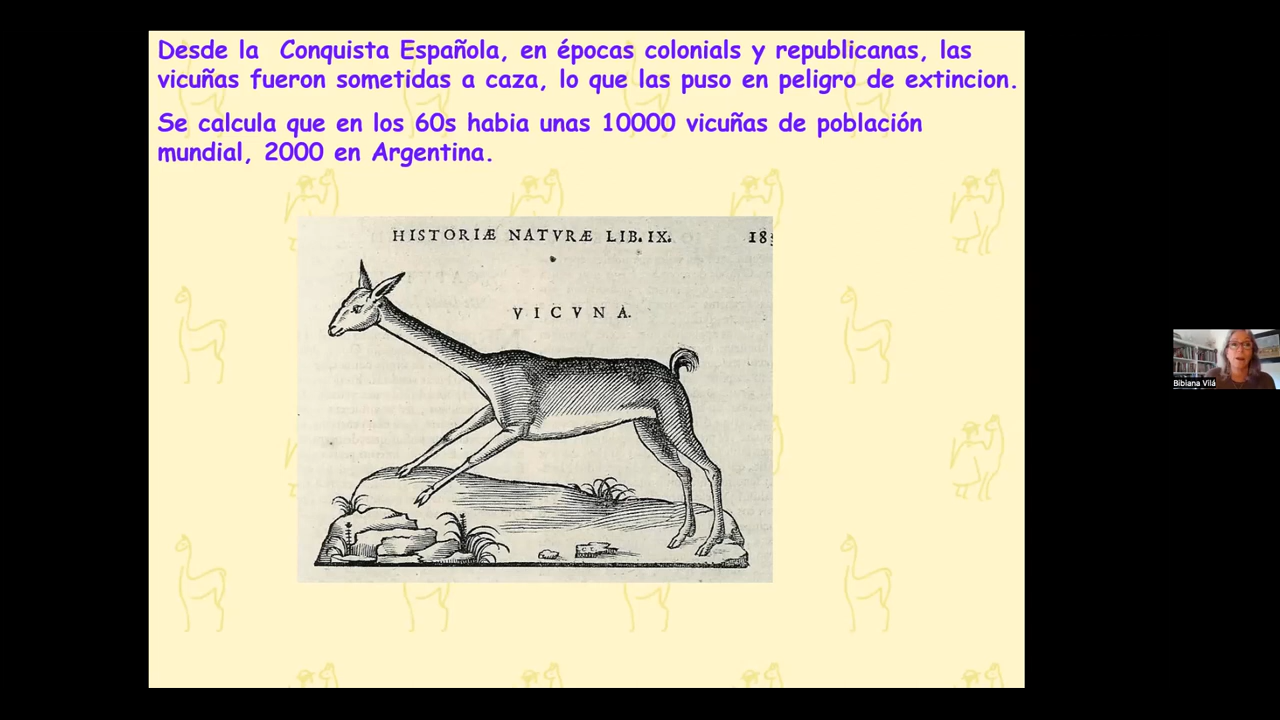 Desde la Conquista Española, en épocas colonials y republicanas, las
vicuñas fueron sometidas a caza, lo que las puso en peligro de extincion.
Se calcula que en los 60s habia unas 10000 vicuñas de población
mundial, 2000 en Argentina.
HISTORIÆ NATVRÆ LIB. IX.
VICVNA.
Bibiana Vilá